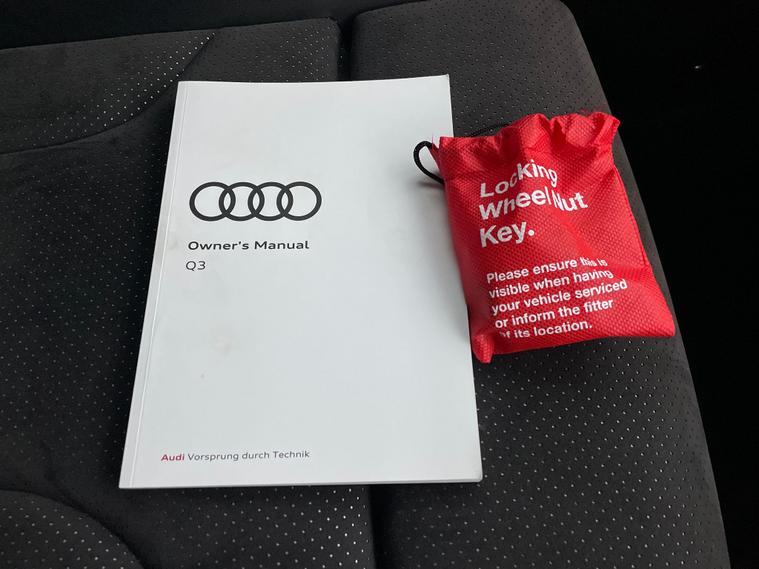 Owner's Manual
Q3
Audi Vorsprung durch Technik
Locking
Wheel Nut
Key.
Please ensure this is
visible when having
your vehicle serviced
or inform the fitter
of its location.